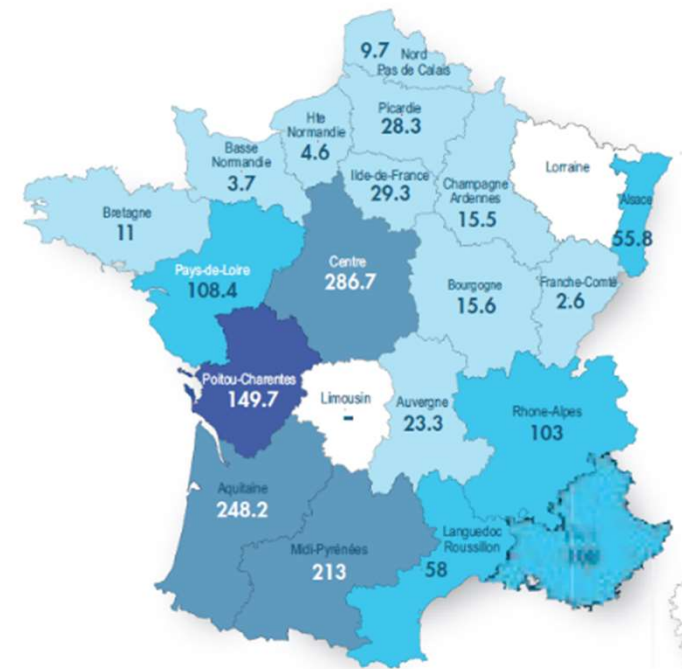 9.7 Nord
Pas de Calais
Picardie
28.3
Hte
Normandie
4.6
Basse
Normandie
3.7
Ilde-de-France
29.3
Champagne
Ardennes
15.5
Lorraine
Alsace
55.8
Bretagne
11
Pays-de-Loire
108.4
Centre
286.7
Bourgogne
15.6
Franche-Comté
2.6
Poitou-Charentes
149.7
Limousin
-
Auvergne
23.3
Rhone-Alpes
103
Aquitaine
248.2
Midi-Pyrénées
213
Languedoc
Roussillon
58